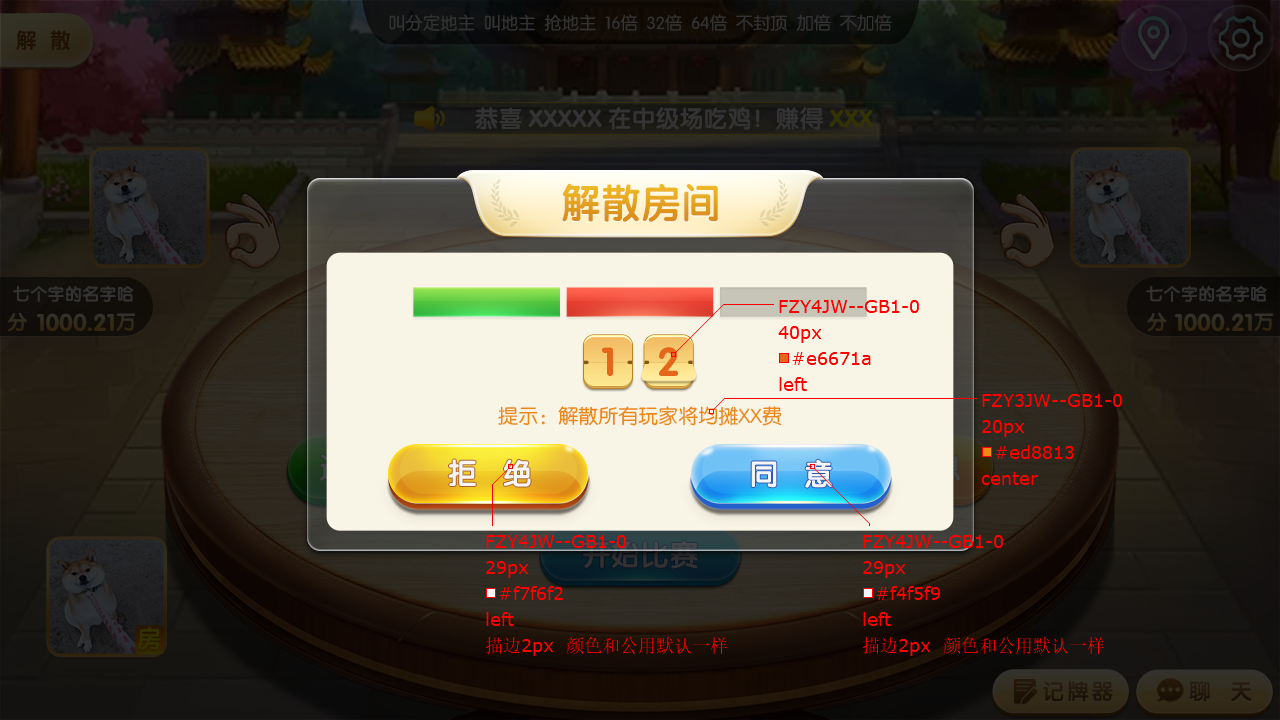 叫分定地主 叫地主 抢地主 16倍 32倍 64倍 不封顶 加倍 不加倍
解 散
恭喜 XXXXX 在中级场吃鸡！赚得 XXX
解散房间
七个字的名字哈
分 1000.21万
七个字的名字哈
分 1000.21万
FZY4JW--GB1-0
40px
#e6671a
left
1 2
提示：解散所有玩家将均摊XX费
FZY3JW--GB1-0
20px
#ed8813
center
拒 绝
同 意
FZY4JW--GB1-0
29px
#f7f6f2
left
描边2px 颜色和公用默认一样
FZY4JW--GB1-0
29px
#f4f5f9
left
描边2px 颜色和公用默认一样
开始比赛
房
记牌器
聊 天